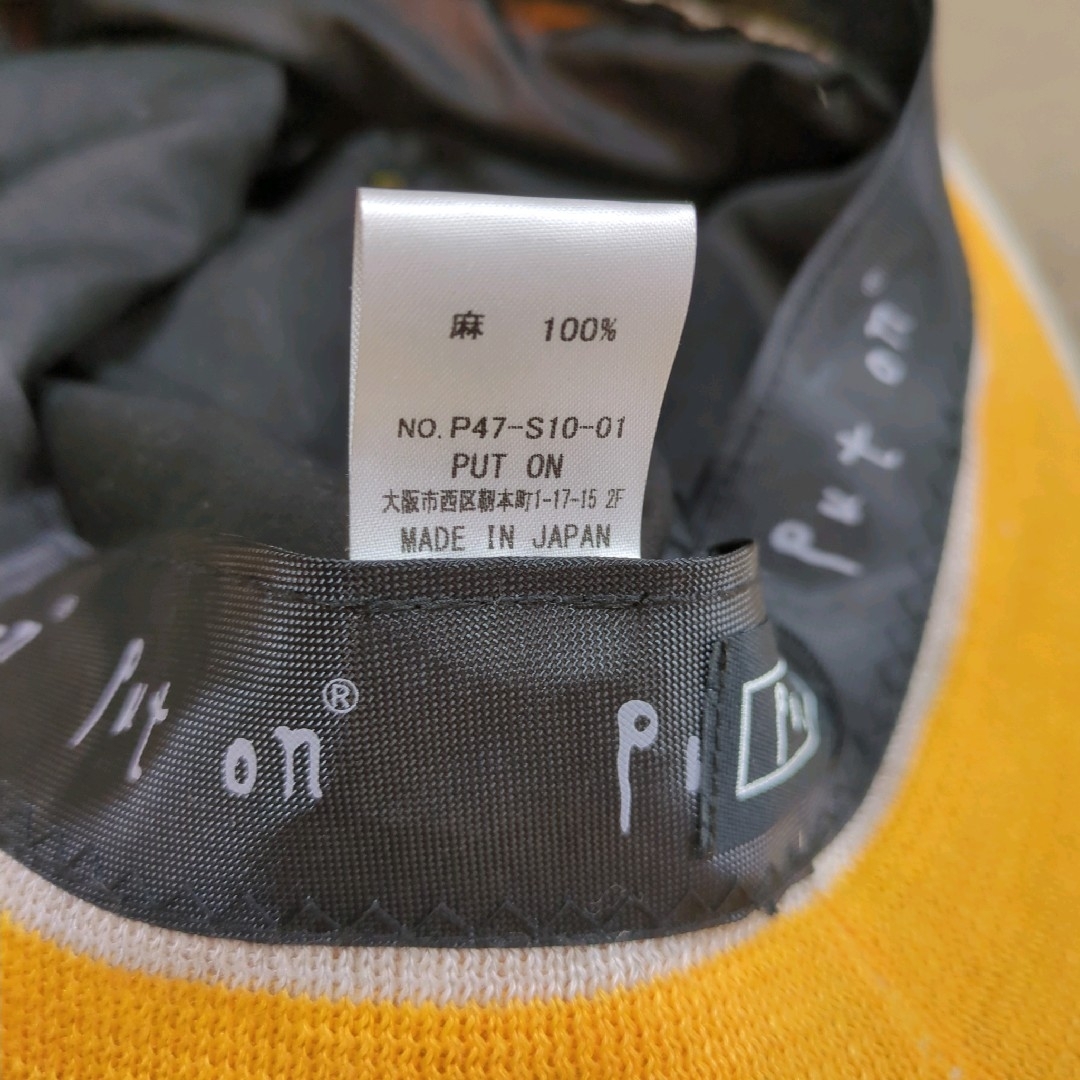 麻 100%
NO. P47-S10-01
PUT ON
大阪市西区靭本町1-17-15 2F
MADE IN JAPAN
Put on
Put on®